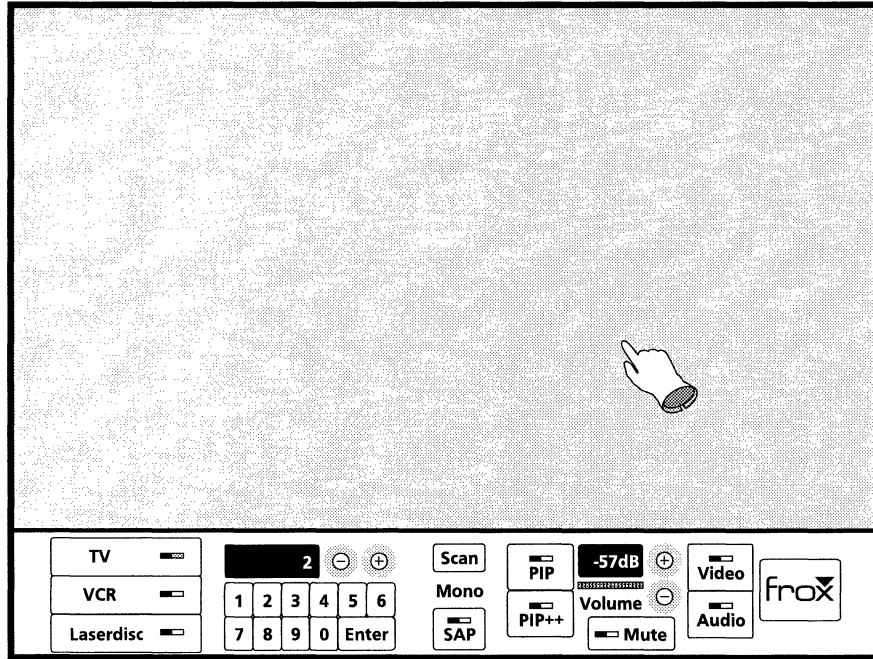 TV
VCR
Laserdisc
2 − +
1 2 3 4 5 6
7 8 9 0 Enter
Scan
Mono
SAP
PIP
PIP++
-57dB +
Volume −
Mute
Video
Audio
frox